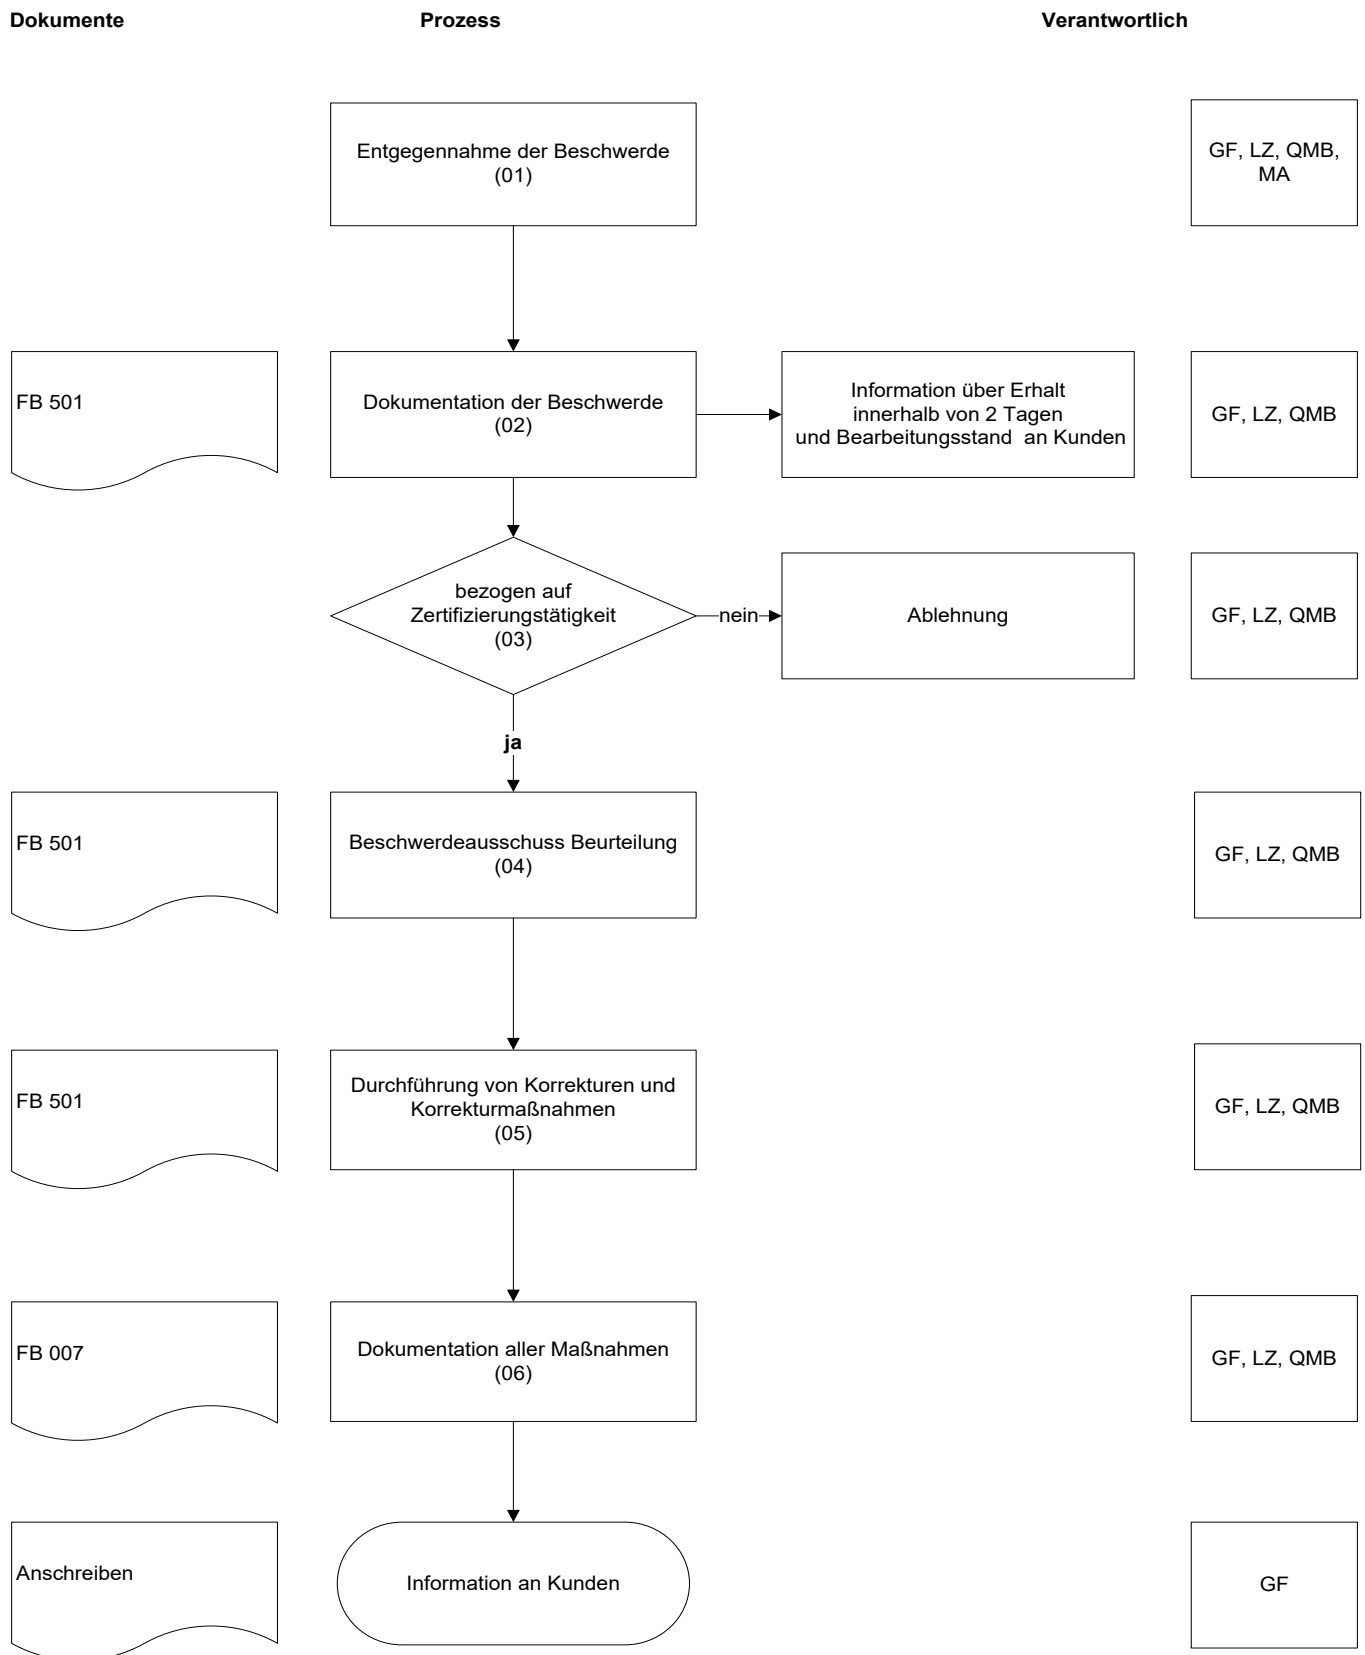 Dokumente
Prozess
Verantwortlich
Entgegennahme der Beschwerde
(01)
GF, LZ, QMB,
MA
FB 501
Dokumentation der Beschwerde
(02)
Information über Erhalt
innerhalb von 2 Tagen
und Bearbeitungsstand an Kunden
GF, LZ, QMB
bezogen auf
Zertifizierungstätigkeit
(03)
nein
Ablehnung
GF, LZ, QMB
ja
FB 501
Beschwerdeausschuss Beurteilung
(04)
GF, LZ, QMB
FB 501
Durchführung von Korrekturen und
Korrekturmaßnahmen
(05)
GF, LZ, QMB
FB 007
Dokumentation aller Maßnahmen
(06)
GF, LZ, QMB
Anschreiben
Information an Kunden
GF